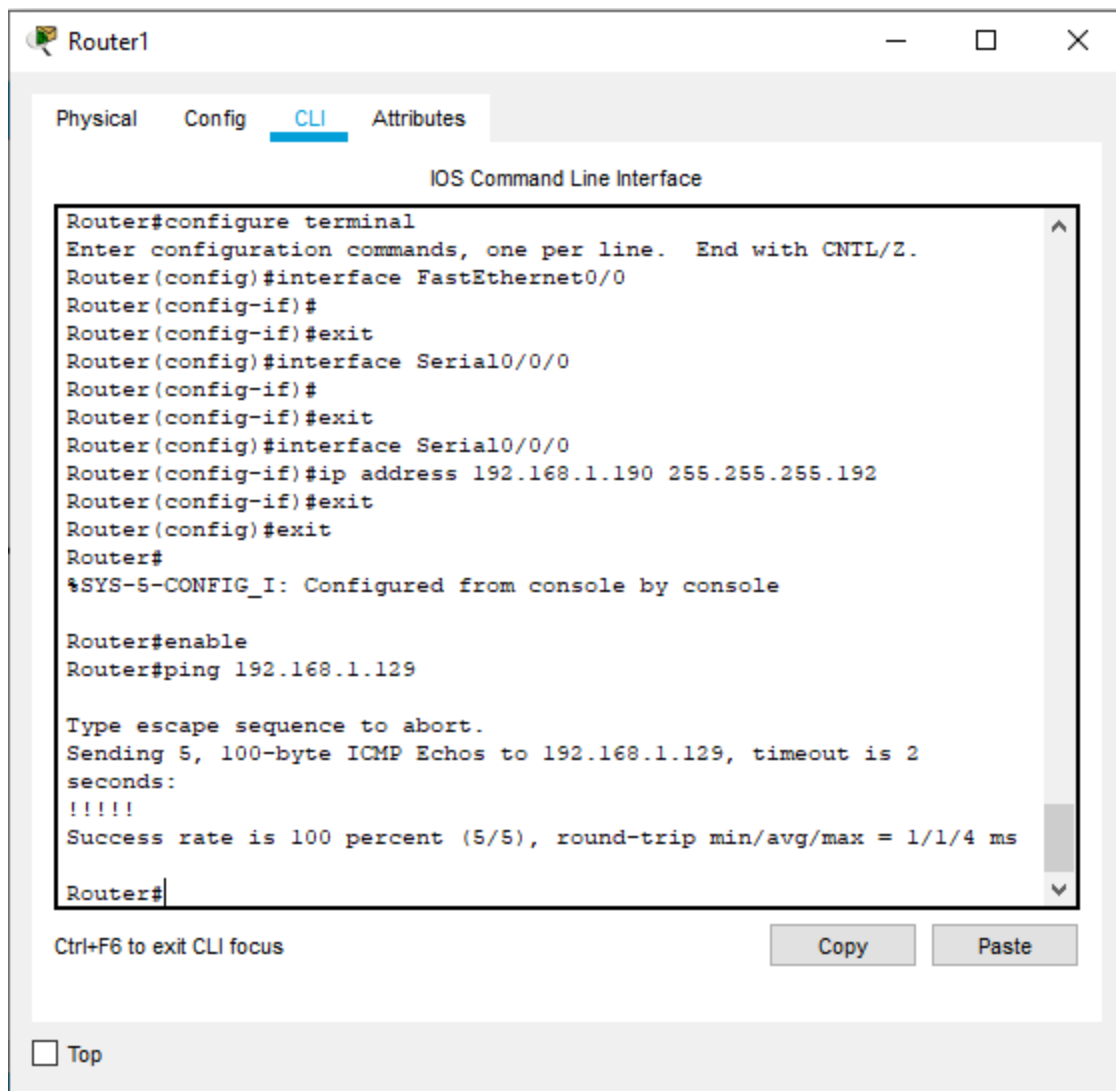 Router1
Physical Config CLI Attributes
IOS Command Line Interface
Router#configure terminal
Enter configuration commands, one per line.  End with CNTL/Z.
Router(config)#interface FastEthernet0/0
Router(config-if)#
Router(config-if)#exit
Router(config)#interface Serial0/0/0
Router(config-if)#
Router(config-if)#exit
Router(config)#interface Serial0/0/0
Router(config-if)#ip address 192.168.1.190 255.255.255.192
Router(config-if)#exit
Router(config)#exit
Router#
%SYS-5-CONFIG_I: Configured from console by console
Router#enable
Router#ping 192.168.1.129
Type escape sequence to abort.
Sending 5, 100-byte ICMP Echos to 192.168.1.129, timeout is 2
seconds:
!!!!!
Success rate is 100 percent (5/5), round-trip min/avg/max = 1/1/4 ms
Router#
Ctrl+F6 to exit CLI focus
Copy Paste
Top